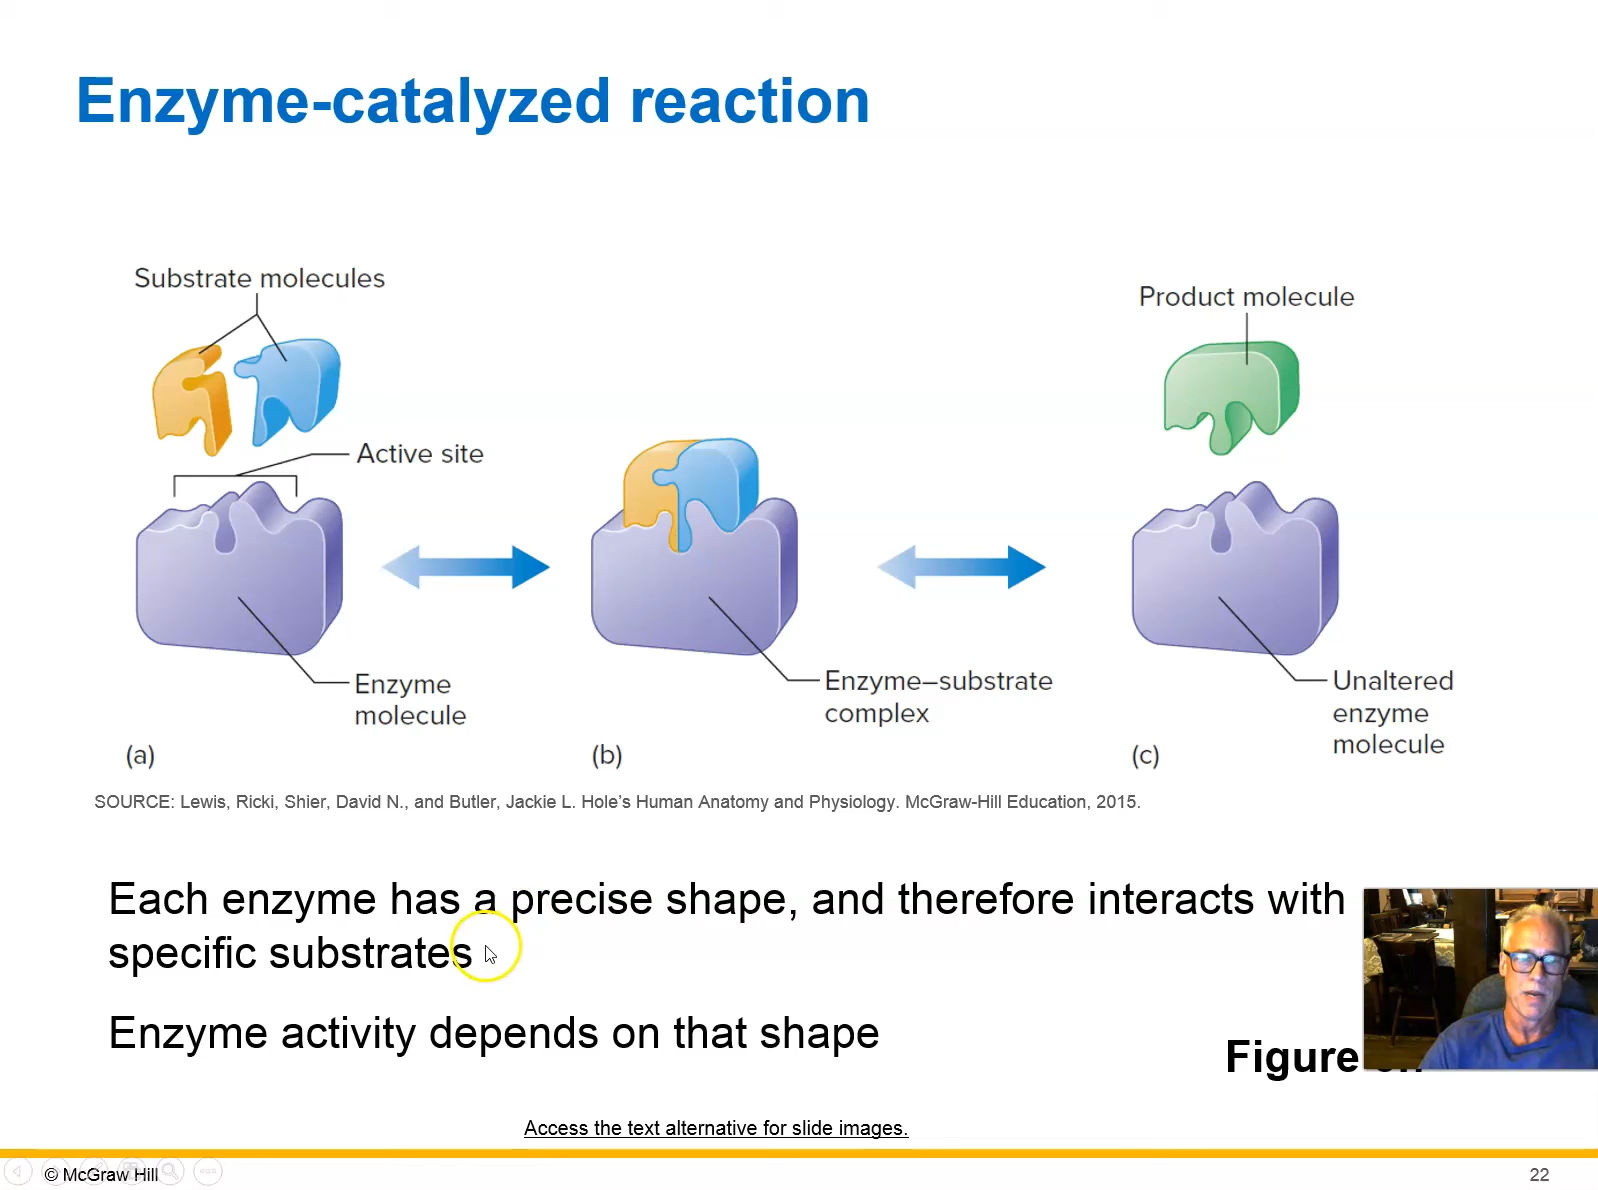 Enzyme-catalyzed reaction
Substrate molecules
Product molecule
Active site
Enzyme
molecule
Enzyme–substrate
complex
Unaltered
enzyme
molecule
(a)
(b)
(c)
SOURCE: Lewis, Ricki, Shier, David N., and Butler, Jackie L. Hole’s Human Anatomy and Physiology. McGraw-Hill Education, 2015.
Each enzyme has a precise shape, and therefore interacts with
specific substrates
Enzyme activity depends on that shape
Figure
Access the text alternative for slide images.
© McGraw Hill
22